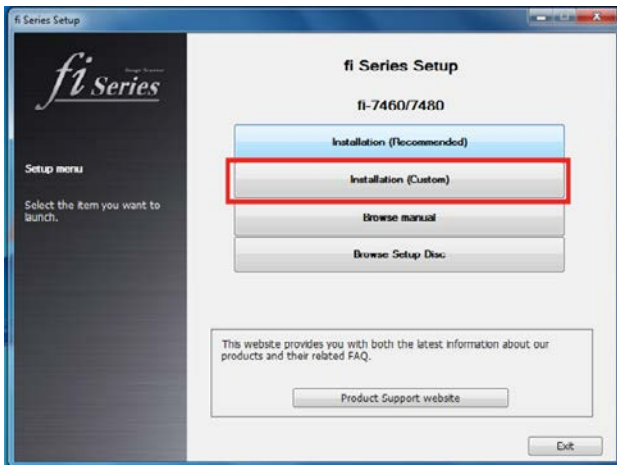 fi Series Setup
fi Series
Setup menu
Select the item you want to
launch.
fi Series Setup
fi-7460/7480
Installation (Recommended)
Installation (Custom)
Browse manual
Browse Setup Disc
This website provides you with both the latest information about our
products and their related FAQ.
Product Support website
Exit